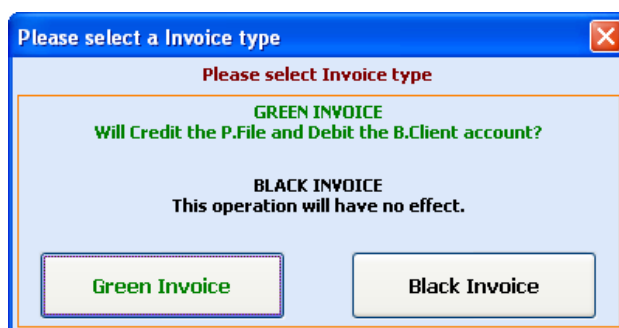 Please select a Invoice type
Please select Invoice type
GREEN INVOICE
Will Credit the P.File and Debit the B.Client account?
BLACK INVOICE
This operation will have no effect.
Green Invoice
Black Invoice